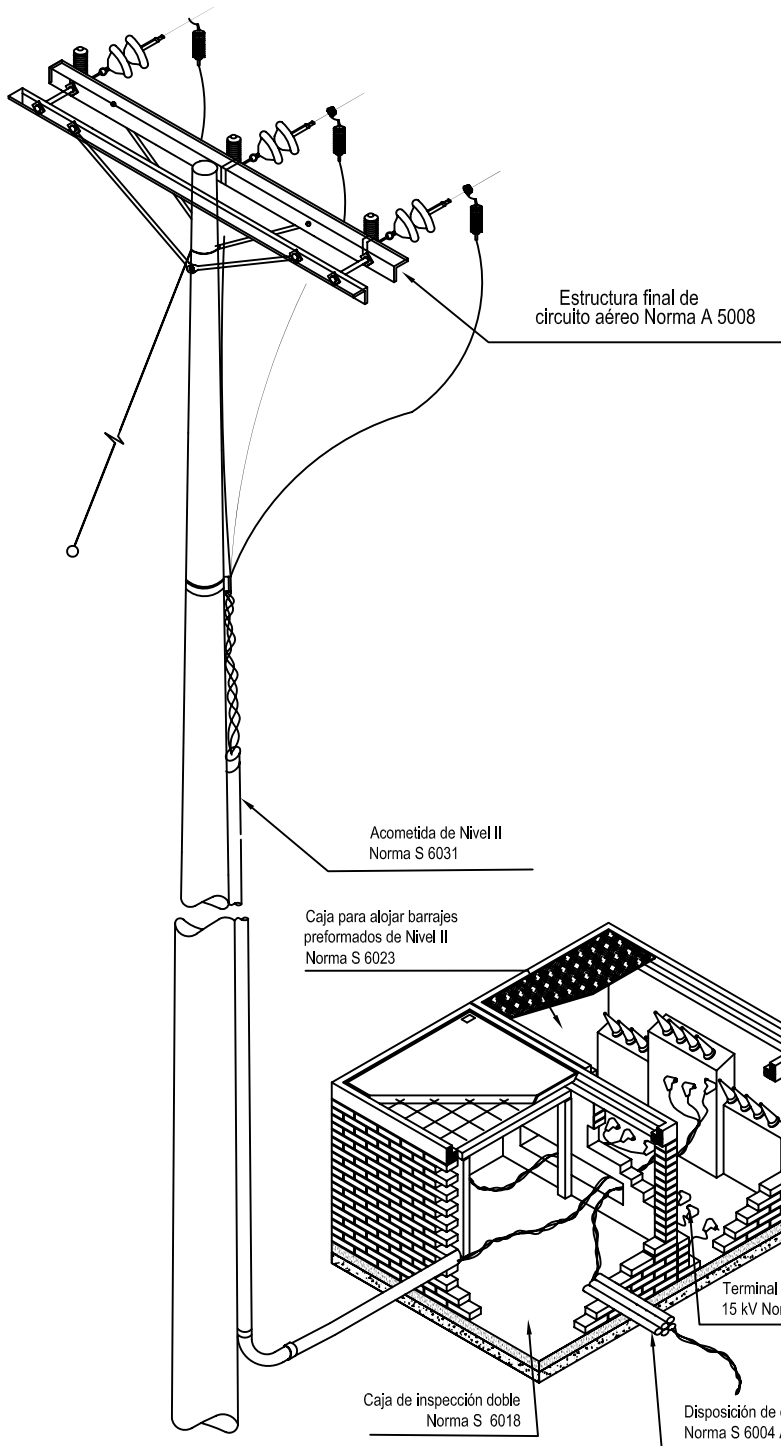 Estructura final de
circuito aéreo Norma A 5008
Acometida de Nivel II
Norma S 6031
Caja para alojar barrajes
preformados de Nivel II
Norma S 6023
Terminal
15 kV Nor
Caja de inspección doble
Norma S 6018
Disposición de
Norma S 6004